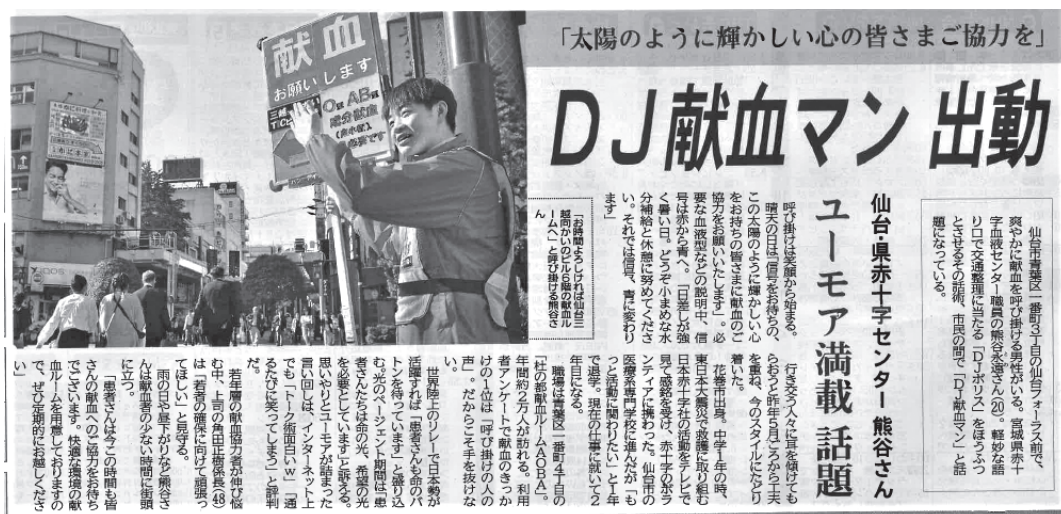 「太陽のように輝かしい心の皆さまご協力を」
ＤＪ献血マン 出動
仙台・県赤十字センター 熊谷さん
ユーモア満載 話題
仙台市青葉区一番町３丁目の仙台フォーラス前で、
爽やかに献血を呼び掛ける男性がいる。宮城県赤十
字血液センター職員の熊谷永遠さん(20)。軽妙な語
り口で交通整理に当たる「ＤＪポリス」をほうふつ
とさせるその話術、市民の間で「ＤＪ献血マン」と話
題になっている。
呼び掛けは笑顔から始まる。
晴天の日は「信号をお待ちの、
この太陽のように輝かしい心
をお持ちの皆さまに献血のご
協力をお願いいたします」。必
要な血液型などの説明中、信
号は赤から青へ。「日差しが強
く暑い日。どうぞ小まめな水
分補給と休憩に努めてくださ
い。それでは信号、青に変わり
ます」
行き交う人々に耳を傾けても
らおうと昨年５月ごろから工夫
を重ね、今のスタイルにたどり
着いた。
花巻市出身。中学１年の時、
東日本大震災で救護に取り組む
日本赤十字社の活動をテレビで
見て感銘を受け、赤十字のボラ
ンティアに携わった。仙台市の
医療系専門学校に進んだが「も
っと活動に関わりたい」と１年
で退学。現在の仕事に就いて２
年目になる。
職場は青葉区一番町４丁目の
「杜の都献血ルームＡＯＢＡ」。
年間約２万人が訪れる。利用
者アンケートで献血のきっか
けの１位は「呼び掛けの人の
声」。だからこそ手を抜けな
い。
世界陸上のリレーで日本勢が
活躍すれば「患者さんも命のバ
トンを待っています」と盛り込
む。光のページェント期間は「患
者さんたちは命の光、希望の光
を必要としています」と訴える。
思いやりとユーモアが詰まった
言い回しは、インターネット上
でも「トーク術面白いｗ」「通
るたびに笑ってしまう」と評判
だ。
若年層の献血協力者が伸び悩
む中、上司の角田正樹係長(48)
は「若者の確保に向けて頑張っ
てほしい」と見守る。
雨の日や昼下がりなど熊谷さ
んは献血者の少ない時間に街頭
に立つ。
「患者さんは今この時間も皆
さんの献血へのご協力をお待ち
でございます。快適な環境の献
血ルームを用意しておりますの
で、ぜひ定期的にお越しくださ
い」
「お時間よろしければ仙台三
越向かいのビル６階の献血ル
ームへ」と呼び掛ける熊谷さ
ん
献血
お願いします
O型 AB型
成分献血